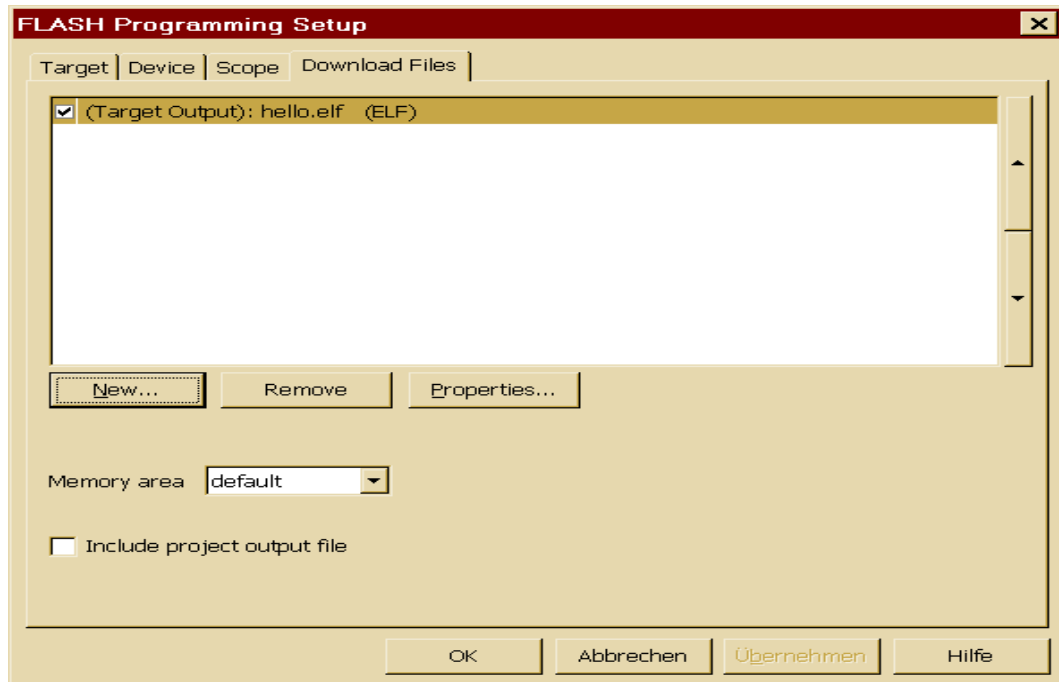 FLASH Programming Setup
Target Device Scope Download Files
(Target Output): hello.elf (ELF)
New... Remove Properties...
Memory area default
Include project output file
OK Abbrechen Übernehmen Hilfe